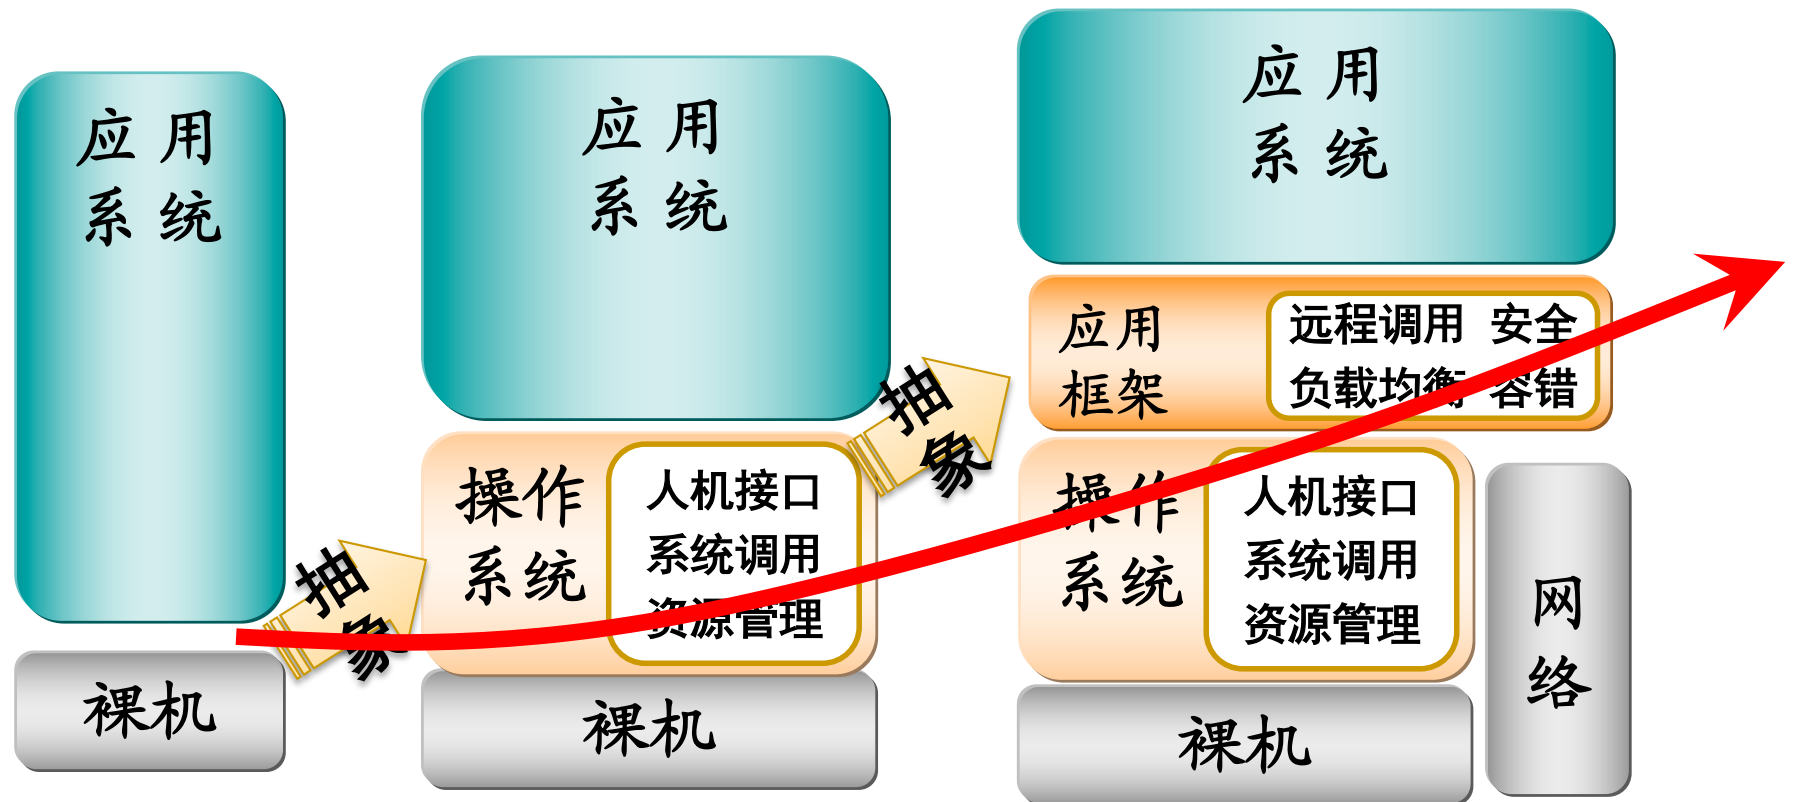 应 用
系 统
裸机
抽
象
应 用
系 统
操作
系统
人机接口
系统调用
资源管理
裸机
抽
象
应 用
系 统
应用
框架
远程调用 安全
负载均衡 容错
操作
系统
人机接口
系统调用
资源管理
裸机
网
络